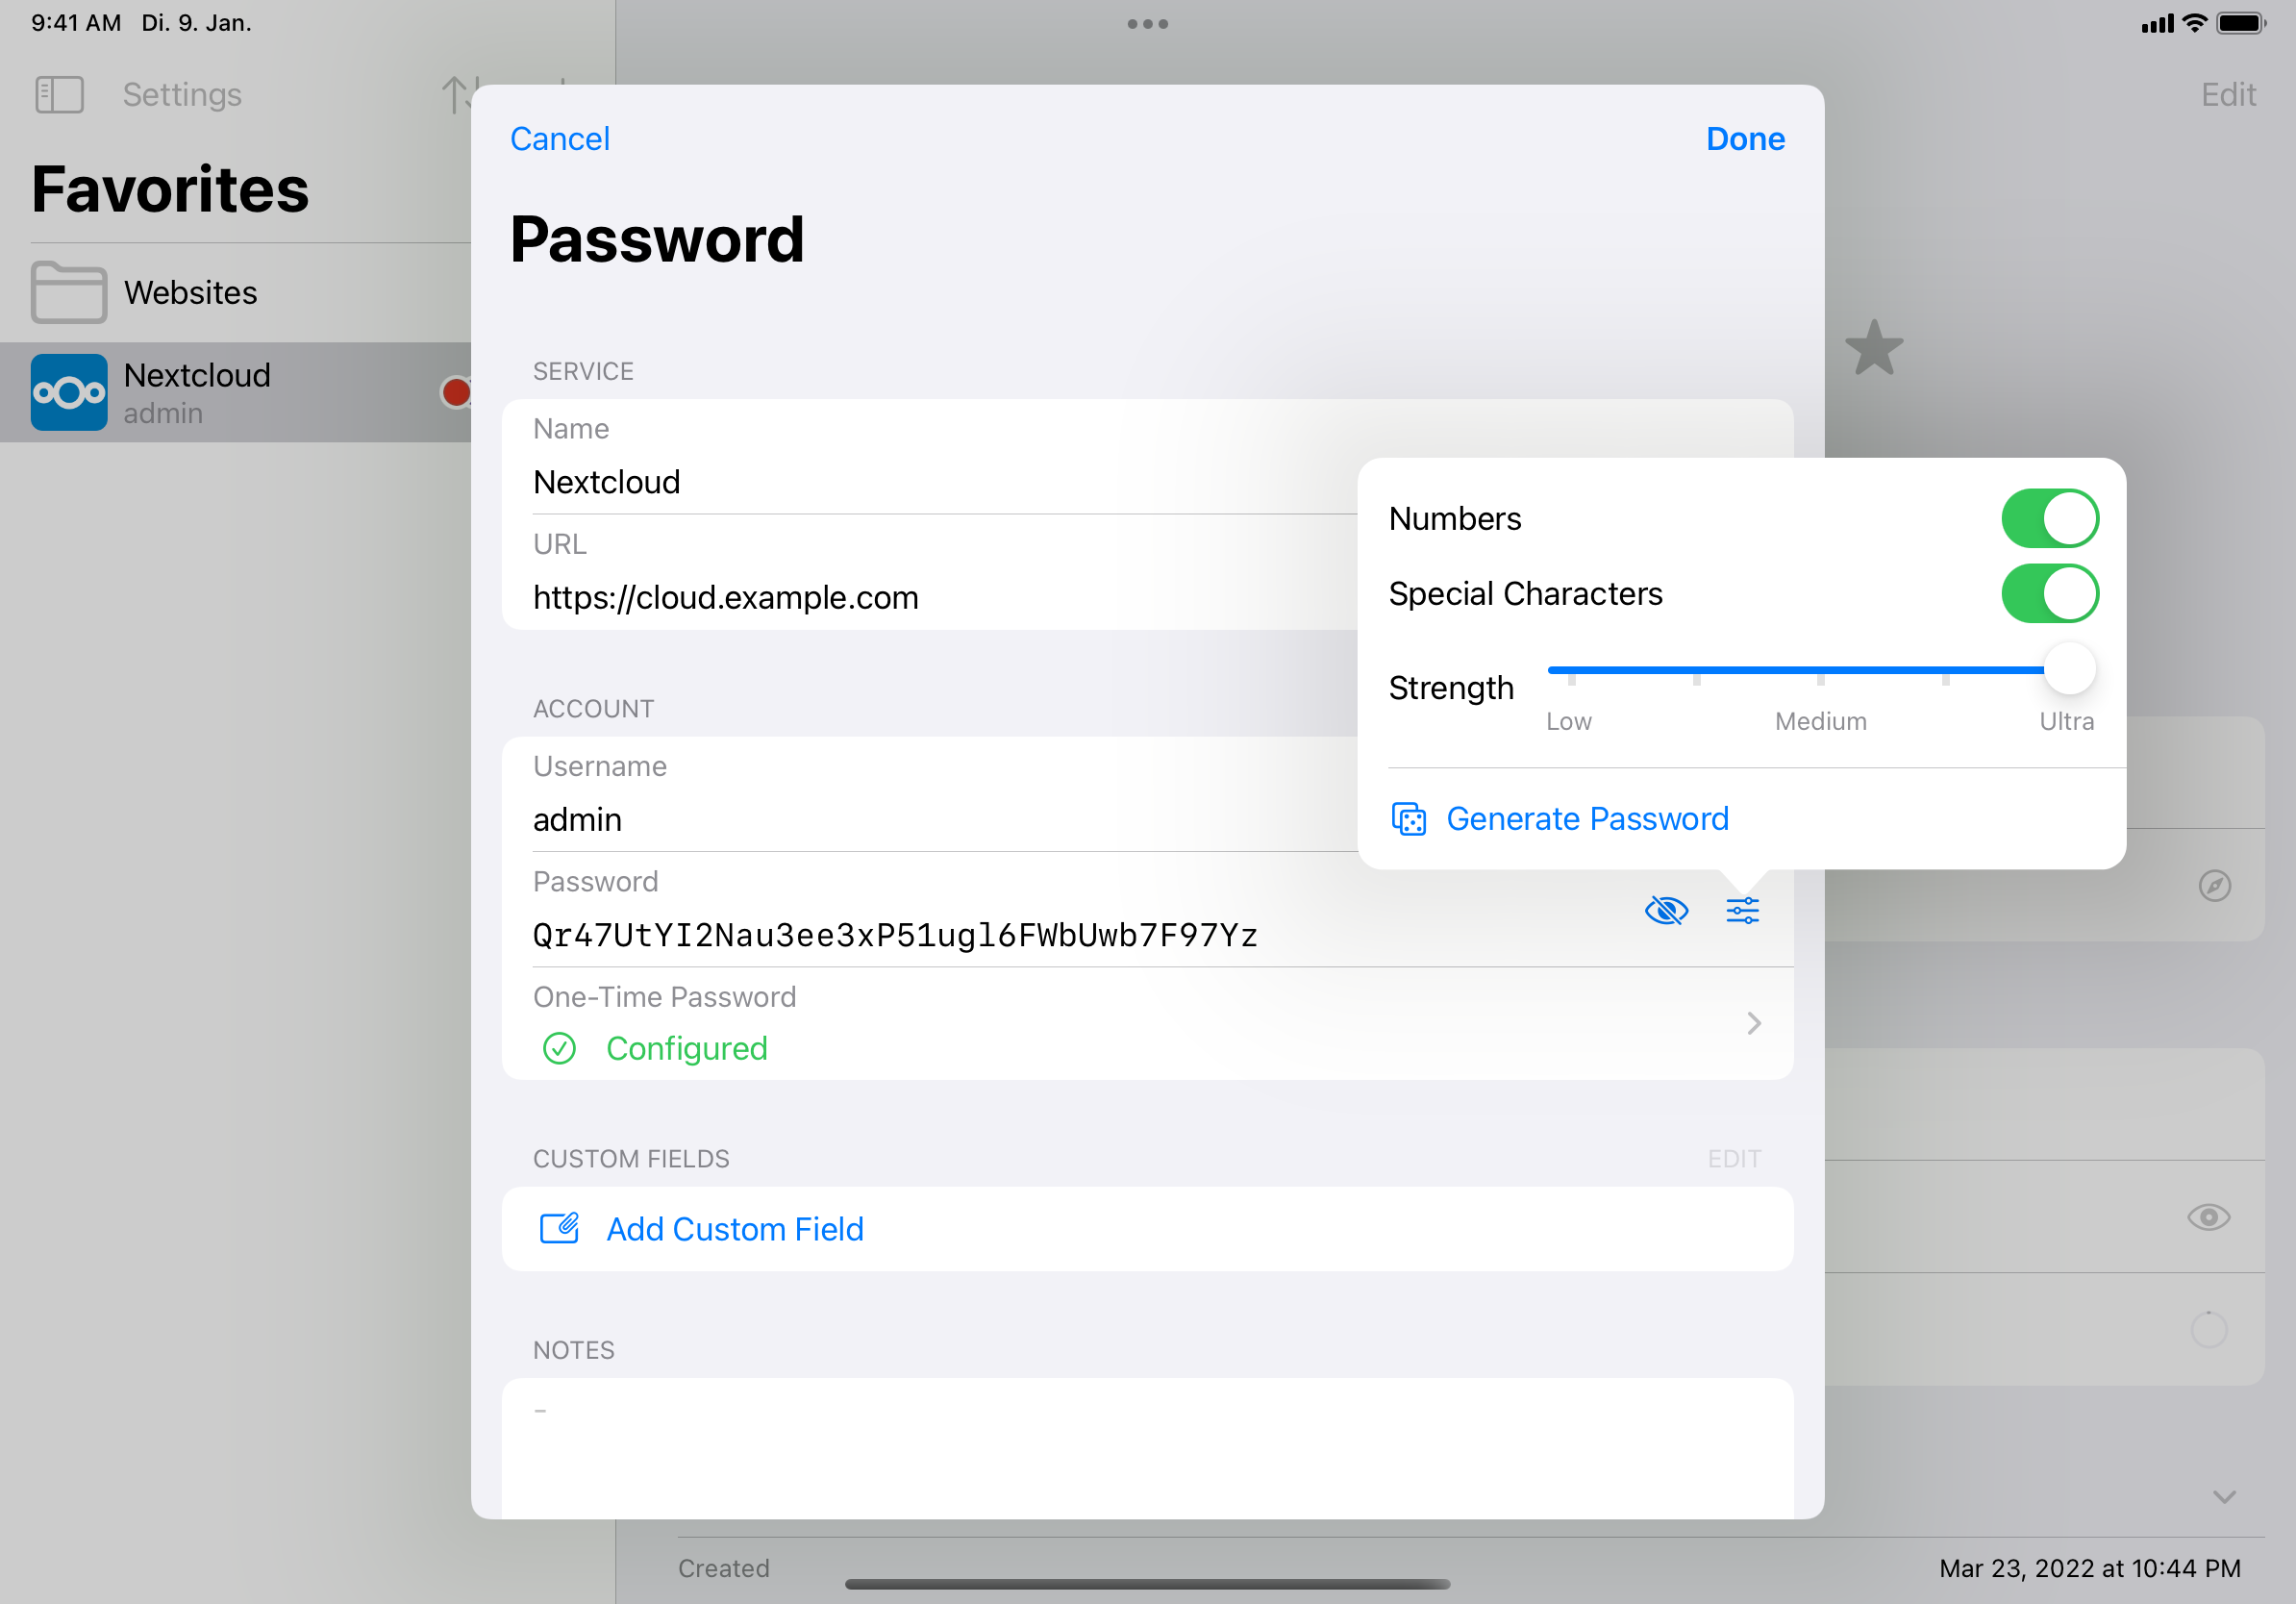 9:41 AM Di. 9. Jan.
Settings
Edit
Favorites
Websites
Nextcloud
admin
Cancel
Done
Password
SERVICE
Name
Nextcloud
URL
https://cloud.example.com
ACCOUNT
Username
admin
Password
Qr47UtYI2Nau3ee3xP51ugl6FWbUwb7F97Yz
One-Time Password
Configured
CUSTOM FIELDS
EDIT
Add Custom Field
NOTES
-
Numbers
Special Characters
Strength
Low Medium Ultra
Generate Password
Created
Mar 23, 2022 at 10:44 PM